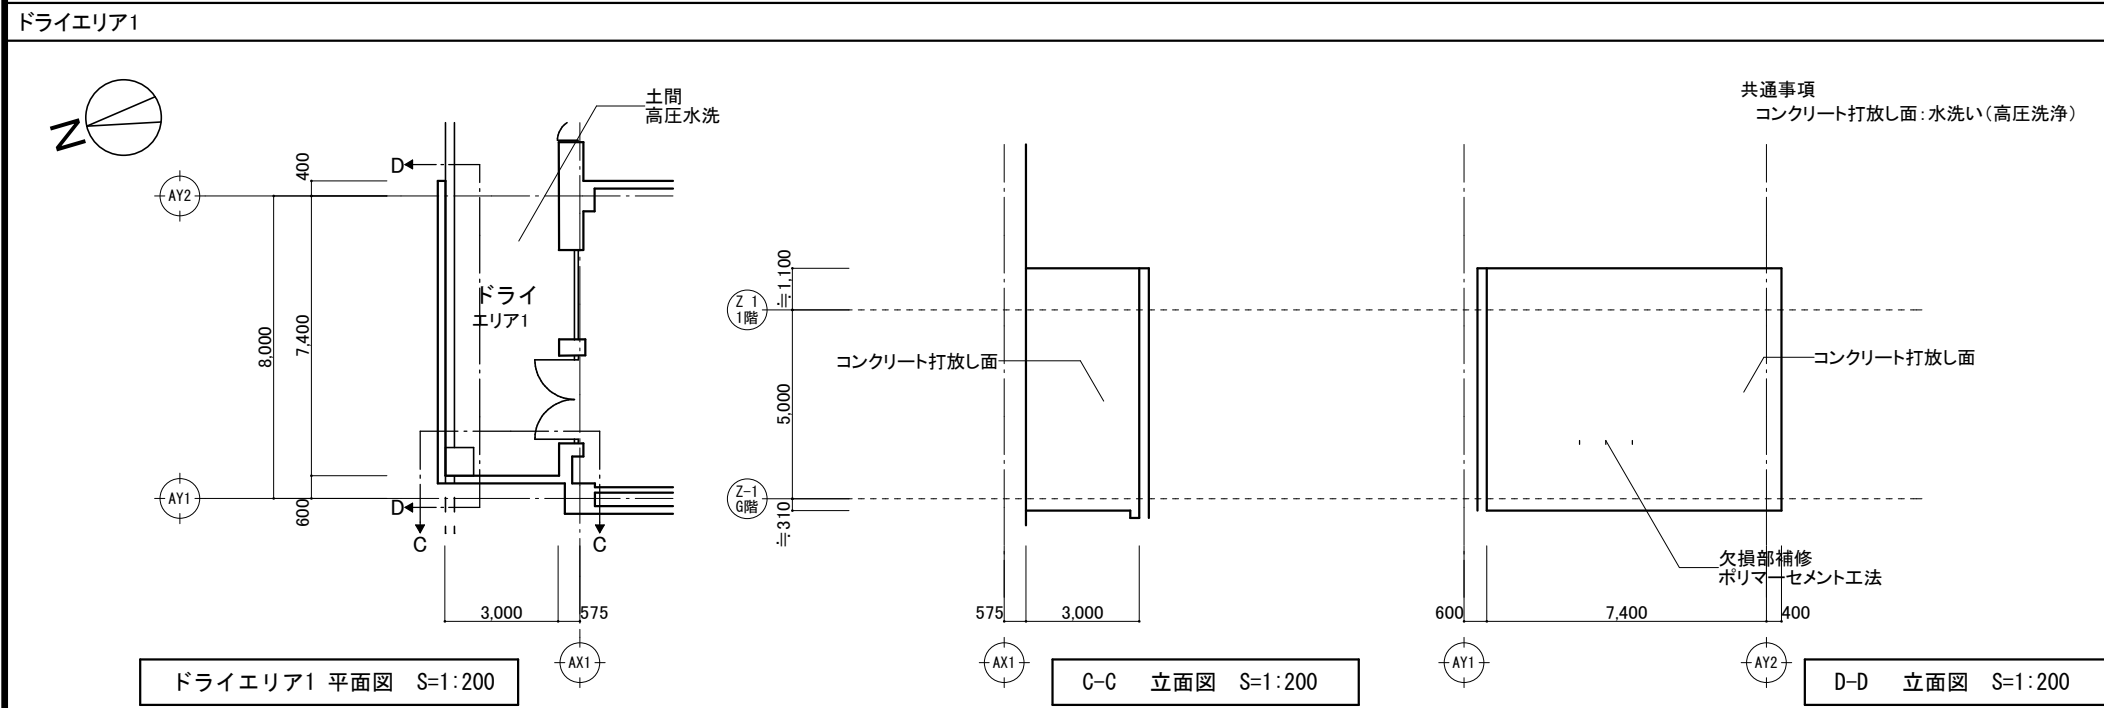 ドライエリア1
N
AY2
AY1
400
8,000
7,400
600
D
D
C
C
土間
高圧水洗
ドライ
エリア1
3,000
575
AX1
ドライエリア1 平面図 S=1:200
Z 1
1階
Z-1
G階
≒1,100
5,000
≒310
コンクリート打放し面
575
3,000
AX1
C-C 立面図 S=1:200
共通事項
コンクリート打放し面:水洗い(高圧洗浄)
コンクリート打放し面
欠損部補修
ポリマーセメント工法
600
7,400
400
AY1
AY2
D-D 立面図 S=1:200